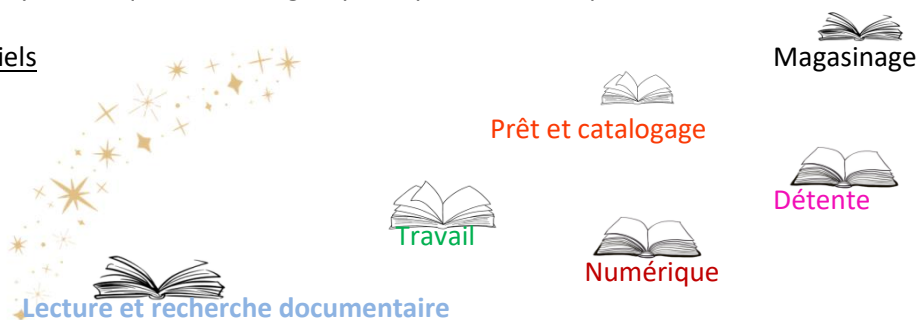 iels
Magasinage
Prêt et catalogage
Détente
Travail
Numérique
Lecture et recherche documentaire